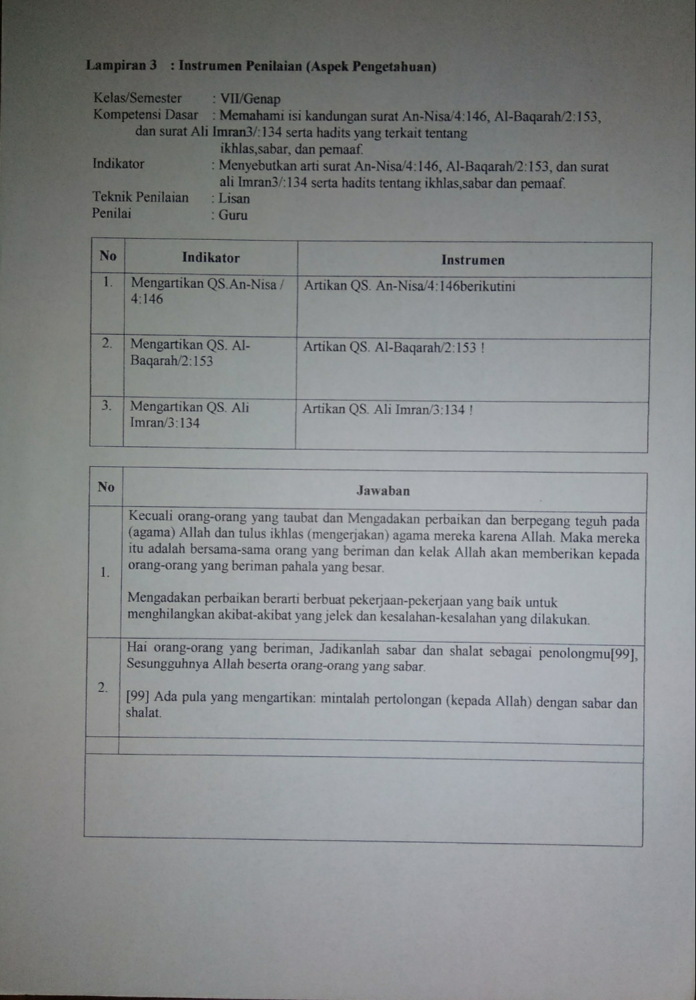 Lampiran 3 : Instrumen Penilaian (Aspek Pengetahuan)
Kelas/Semester : VII/Genap
Kompetensi Dasar : Memahami isi kandungan surat An-Nisa/4:146, Al-Baqarah/2:153,
dan surat Ali Imran3/:134 serta hadits yang terkait tentang
ikhlas,sabar, dan pemaaf.
Indikator : Menyebutkan arti surat An-Nisa/4:146, Al-Baqarah/2:153, dan surat
ali Imran3/:134 serta hadits tentang ikhlas,sabar dan pemaaf.
Teknik Penilaian : Lisan
Penilai : Guru
No Indikator Instrumen
1. Mengartikan QS.An-Nisa / Artikan QS. An-Nisa/4:146berikutini
4:146
2. Mengartikan QS. Al- Artikan QS. Al-Baqarah/2:153 !
Baqarah/2:153
3. Mengartikan QS. Ali Artikan QS. Ali Imran/3:134 !
Imran/3:134
No Jawaban
Kecuali orang-orang yang taubat dan Mengadakan perbaikan dan berpegang teguh pada
(agama) Allah dan tulus ikhlas (mengerjakan) agama mereka karena Allah. Maka mereka
itu adalah bersama-sama orang yang beriman dan kelak Allah akan memberikan kepada
orang-orang yang beriman pahala yang besar.
1.
Mengadakan perbaikan berarti berbuat pekerjaan-pekerjaan yang baik untuk
menghilangkan akibat-akibat yang jelek dan kesalahan-kesalahan yang dilakukan.
Hai orang-orang yang beriman, Jadikanlah sabar dan shalat sebagai penolongmu[99],
Sesungguhnya Allah beserta orang-orang yang sabar.
2.
[99] Ada pula yang mengartikan: mintalah pertolongan (kepada Allah) dengan sabar dan
shalat.